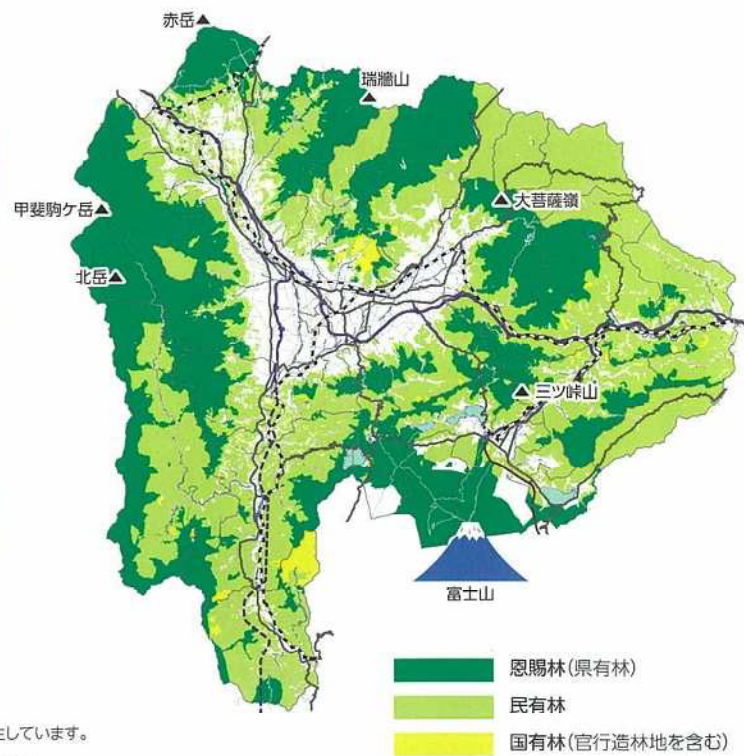 赤岳
瑞牆山
甲斐駒ケ岳
大菩薩嶺
北岳
三ツ峠山
富士山
恩賜林(県有林)
民有林
国有林(官行造林地を含む)
しています。